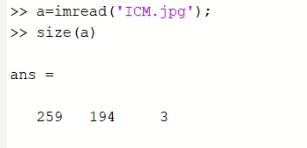 >> a=imread('ICM.jpg');
>> size(a)
ans =
259 194 3